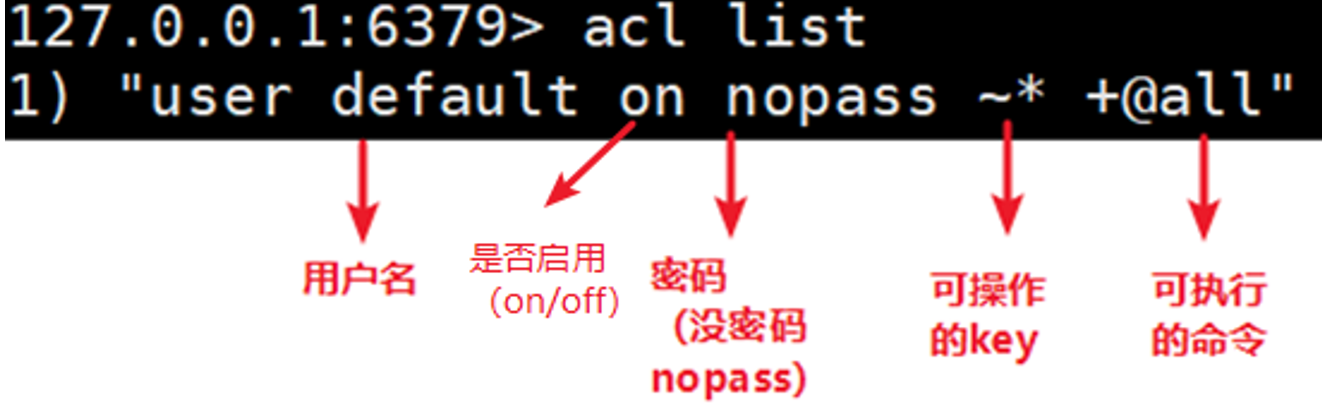 127.0.0.1:6379> acl list
1) "user default on nopass ~* +@all"
用户名
是否启用
（on/off）
密码
（没密码
nopass）
可操作
的key
可执行
的命令